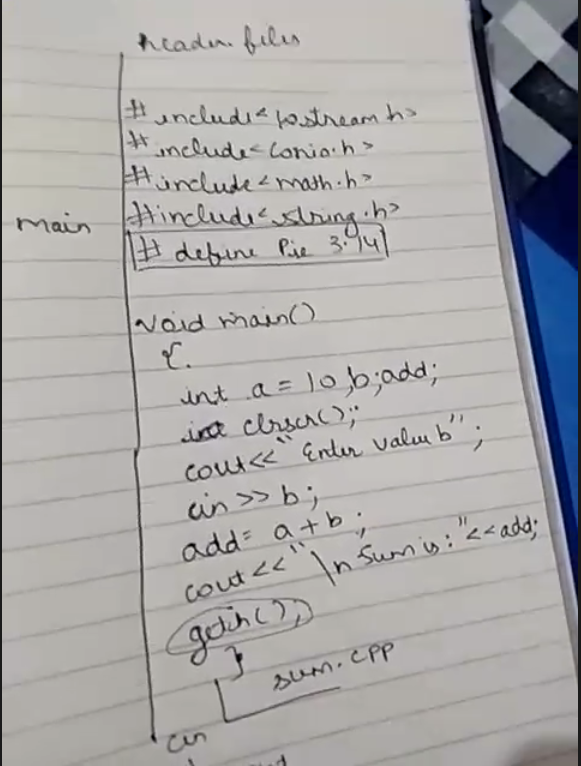 header files
# include<iostream.h>
# include<conio.h>
# include<math.h>
main #include<string.h>
# define Pie 3.14
void main()
{
int a = 10,b;add;
clrscr();
cout<<"Enter value b";
cin>>b;
add= a+b;
cout<<"\n Sum is:"<<add;
getch();
}
sum.cpp
cin